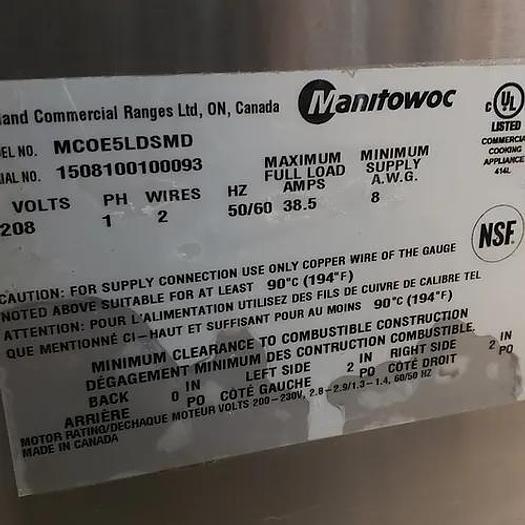 land Commercial Ranges Ltd, ON, Canada
Manitowoc
C UL
LISTED
COMMERCIAL
COOKING
APPLIANCE
414L
EL NO. MCOE5LDSMD
IAL NO. 1508100100093
VOLTS PH WIRES HZ MAXIMUM FULL LOAD AMPS MINIMUM SUPPLY A.W.G.
208 1 2 50/60 38.5 8
NSF
CAUTION: FOR SUPPLY CONNECTION USE ONLY COPPER WIRE OF THE GAUGE
NOTED ABOVE SUITABLE FOR AT LEAST 90°C (194°F)
ATTENTION: POUR L'ALIMENTATION UTILISEZ DES FILS DE CUIVRE DE CALIBRE TEL
QUE MENTIONNÉ CI-HAUT ET SUFFISANT POUR AU MOINS 90°C (194°F)
MINIMUM CLEARANCE TO COMBUSTIBLE CONSTRUCTION
DÉGAGEMENT MINIMUM DES CONSTRUCTION COMBUSTIBLE.
BACK 0 IN LEFT SIDE 2 IN RIGHT SIDE 2 IN
ARRIÈRE PO CÔTÉ GAUCHE PO CÔTÉ DROIT PO
MOTOR RATING/DECHAQUE MOTEUR VOLTS 200-230V, 2.8-2.9/1.3-1.4, 60/50 HZ
MADE IN CANADA